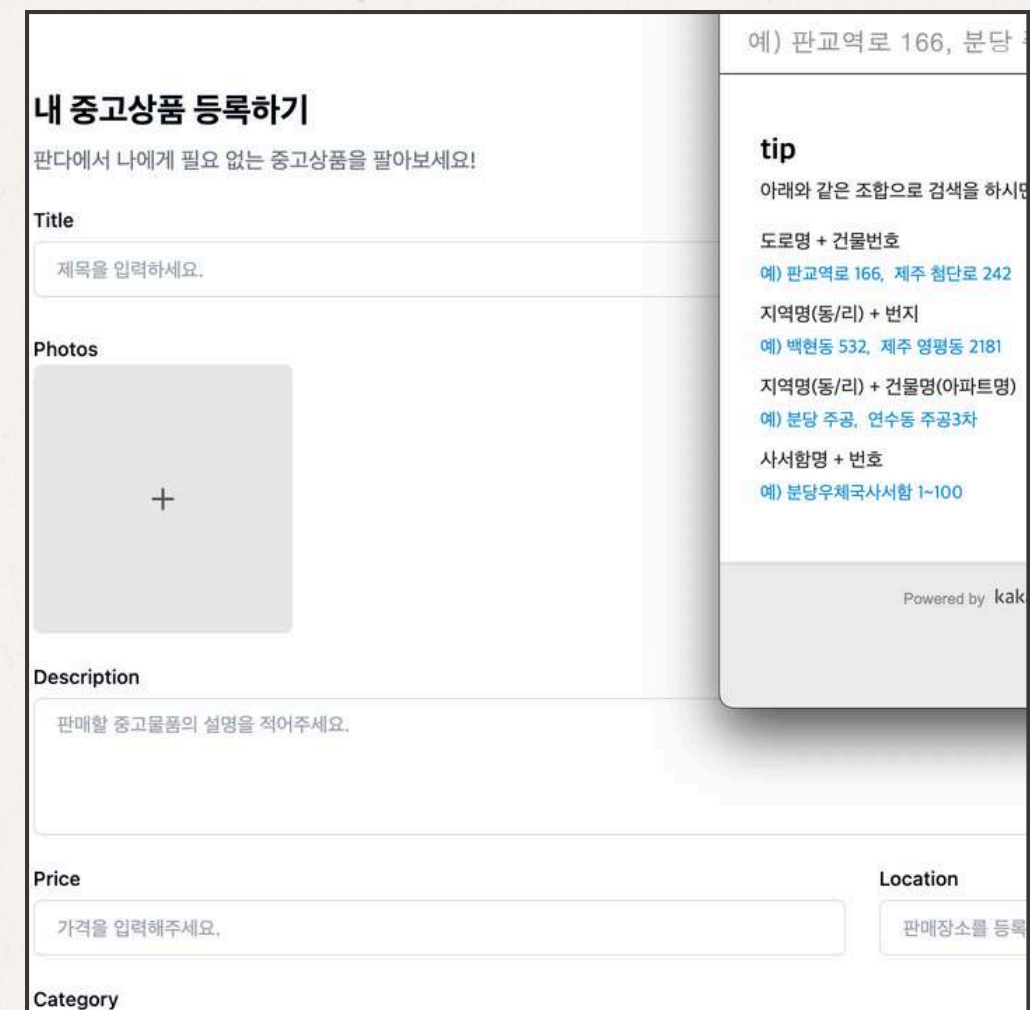 내 중고상품 등록하기
판다에서 나에게 필요 없는 중고상품을 팔아보세요!
Title
제목을 입력하세요.
Photos
+
Description
판매할 중고물품의 설명을 적어주세요.
Price
가격을 입력해주세요.
Location
판매장소를 등록
Category
예) 판교역로 166, 분당
tip
아래와 같은 조합으로 검색을 하시면
도로명 + 건물번호
예) 판교역로 166, 제주 첨단로 242
지역명(동/리) + 번지
예) 백현동 532, 제주 영평동 2181
지역명(동/리) + 건물명(아파트명)
예) 분당 주공, 연수동 주공3차
사서함명 + 번호
예) 분당우체국사서함 1~100
Powered by kak